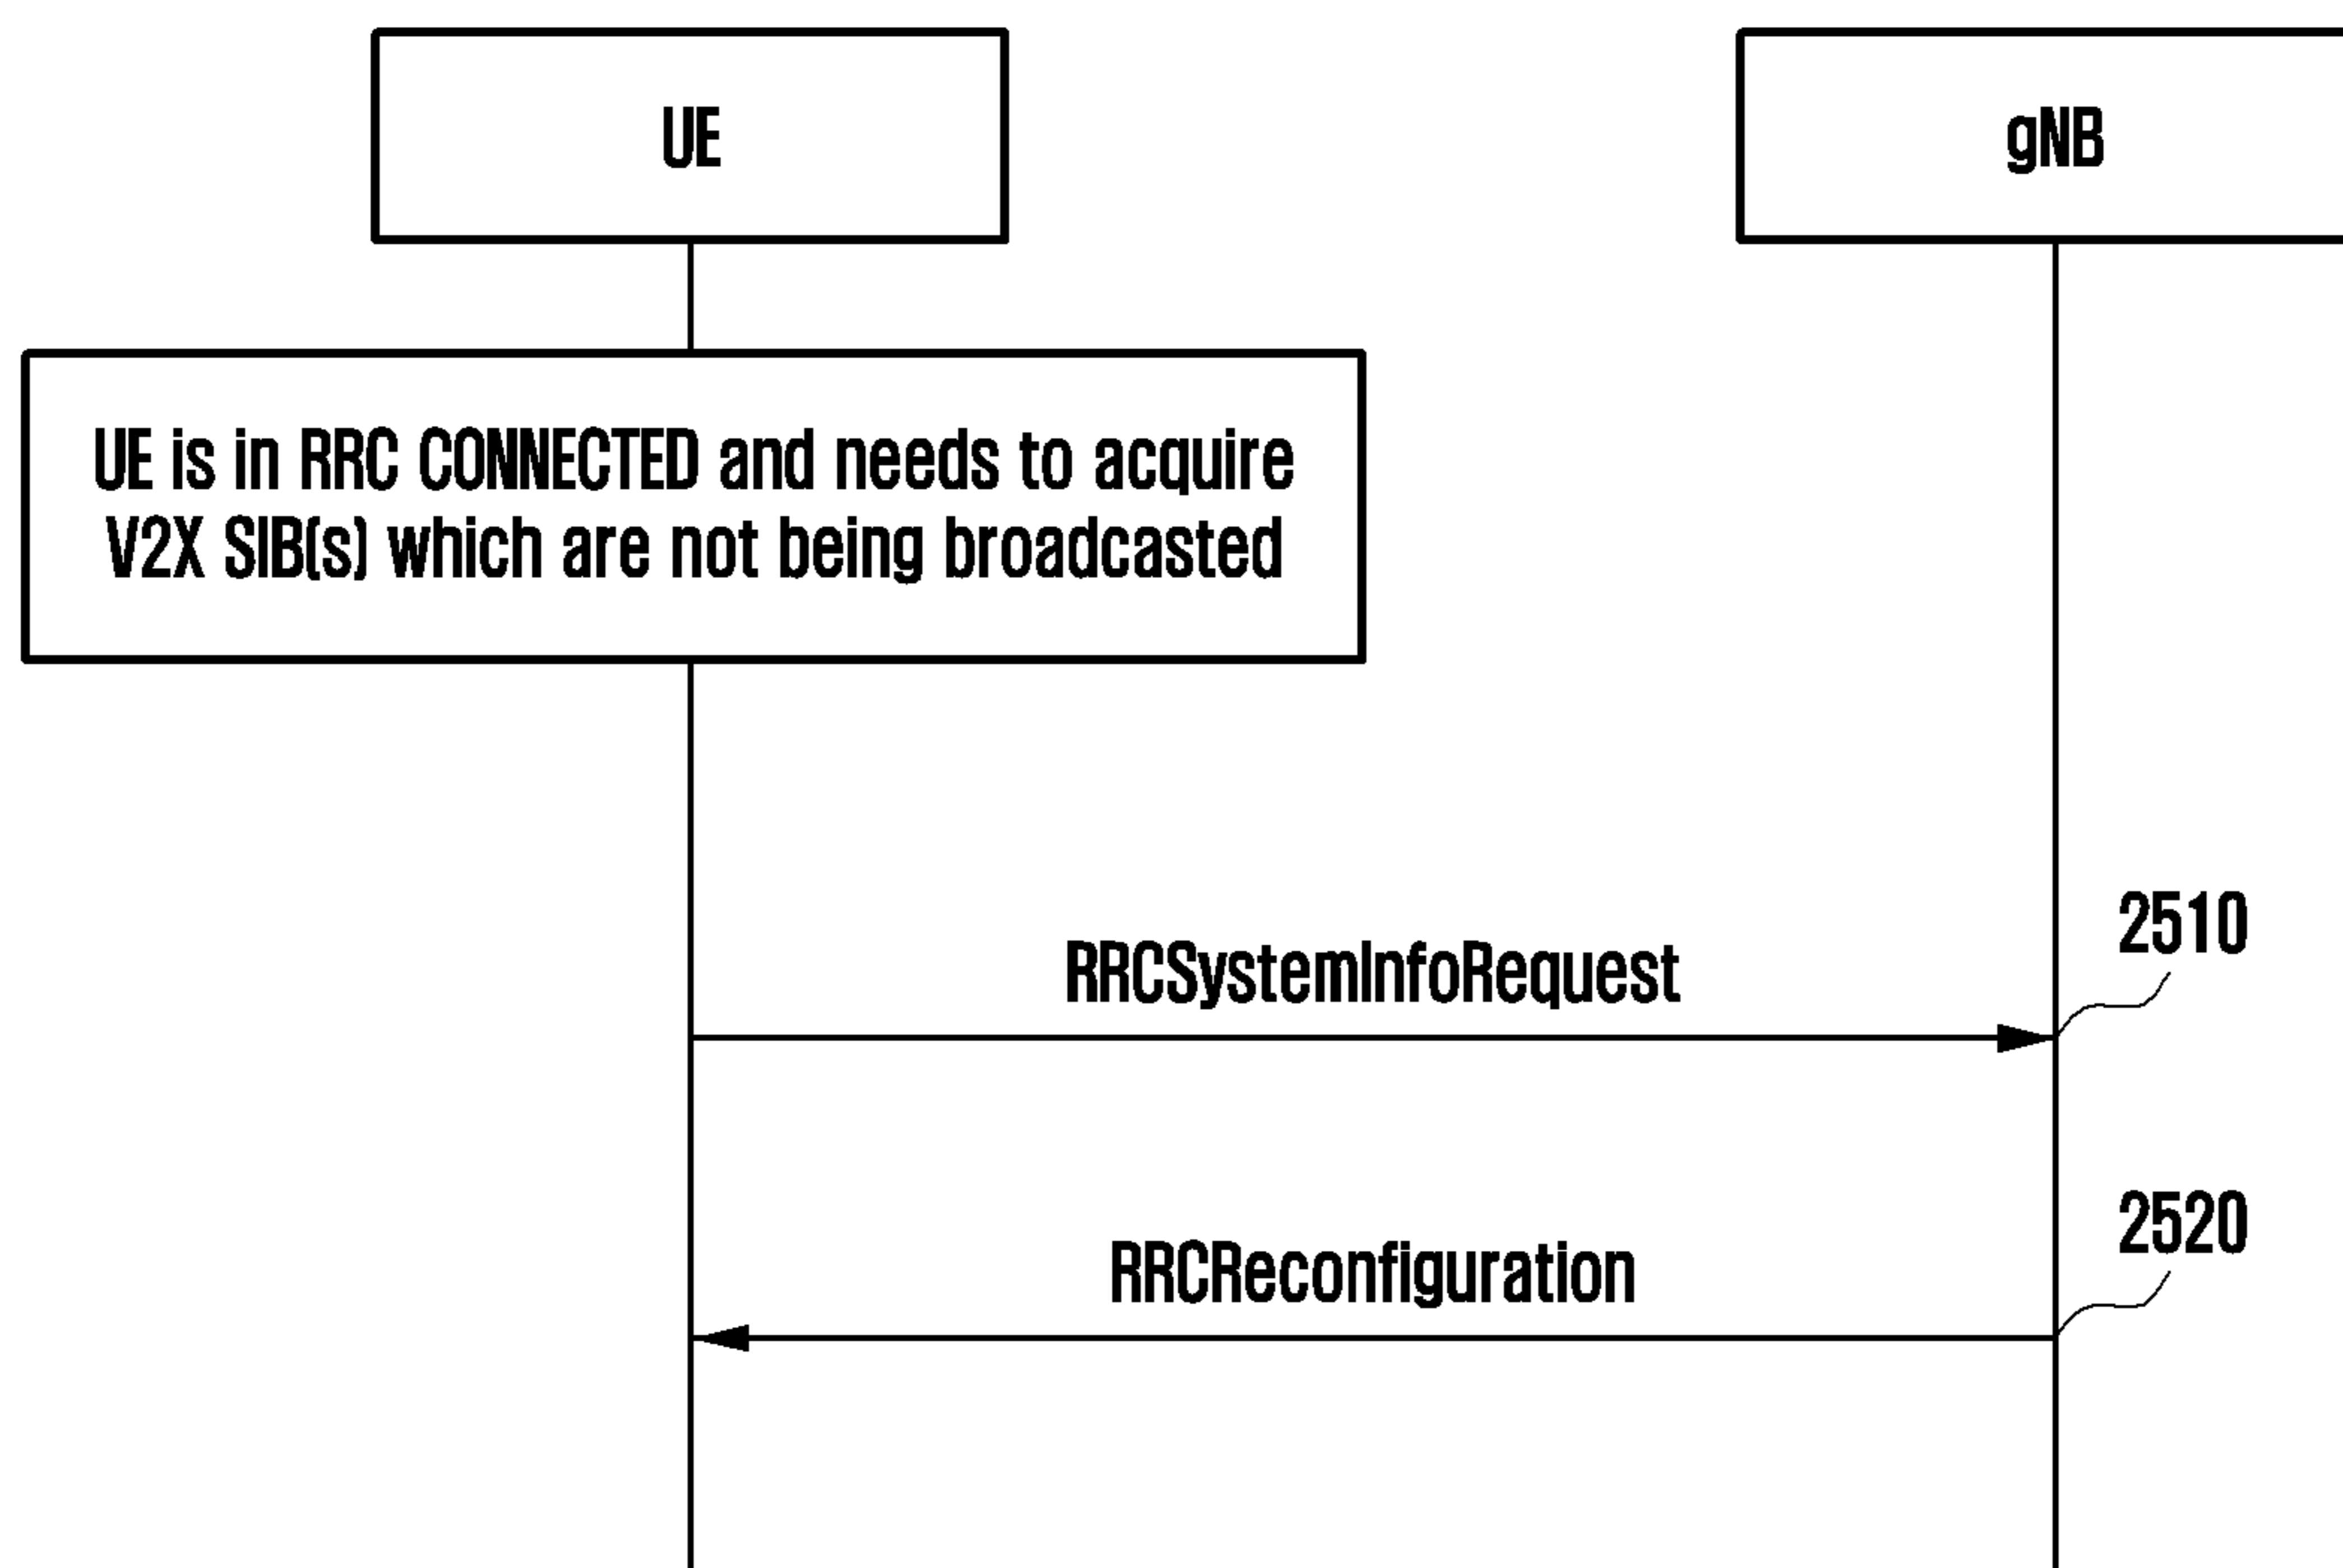 UE
gNB
UE is in RRC CONNECTED and needs to acquire
V2X SIB(s) which are not being broadcasted
2510
RRCSystemInfoRequest
2520
RRCReconfiguration